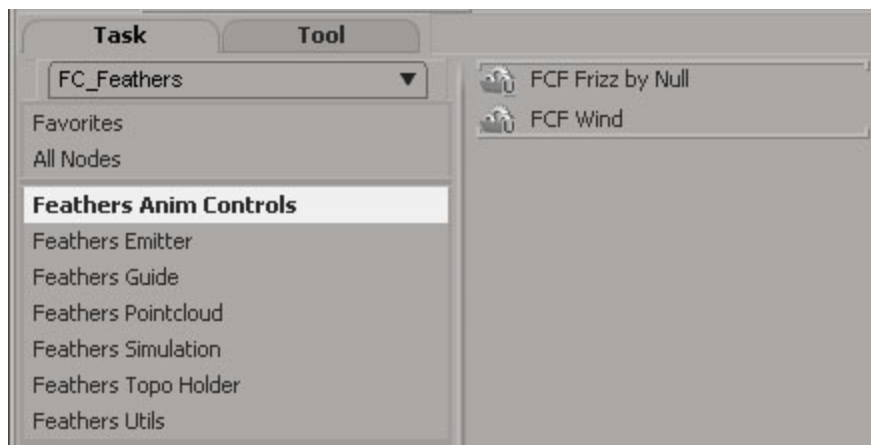 Task
Tool
FC_Feathers
Favorites
All Nodes
Feathers Anim Controls
Feathers Emitter
Feathers Guide
Feathers Pointcloud
Feathers Simulation
Feathers Topo Holder
Feathers Utils
FCF Frizz by Null
FCF Wind